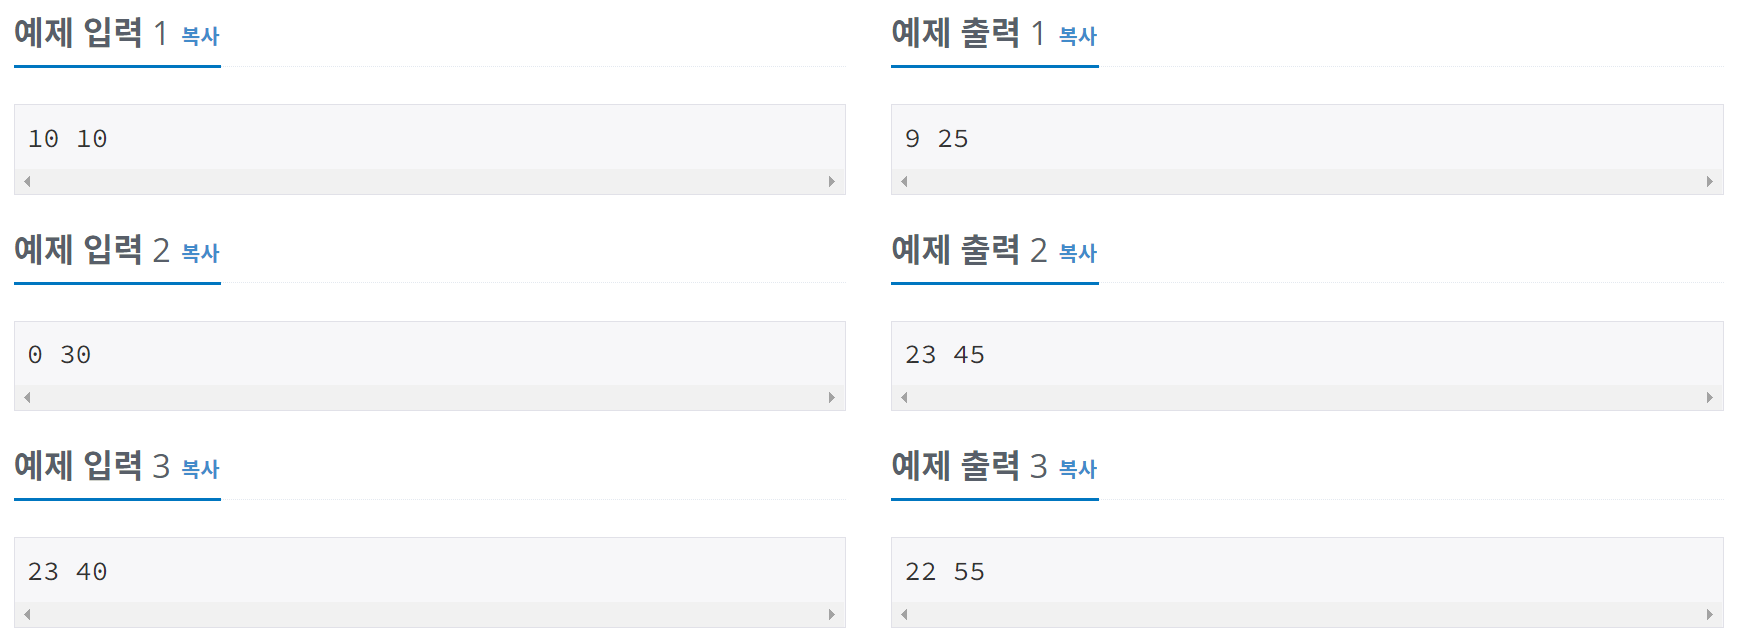 예제 입력 1 복사
예제 출력 1 복사
10 10
9 25
예제 입력 2 복사
예제 출력 2 복사
0 30
23 45
예제 입력 3 복사
예제 출력 3 복사
23 40
22 55